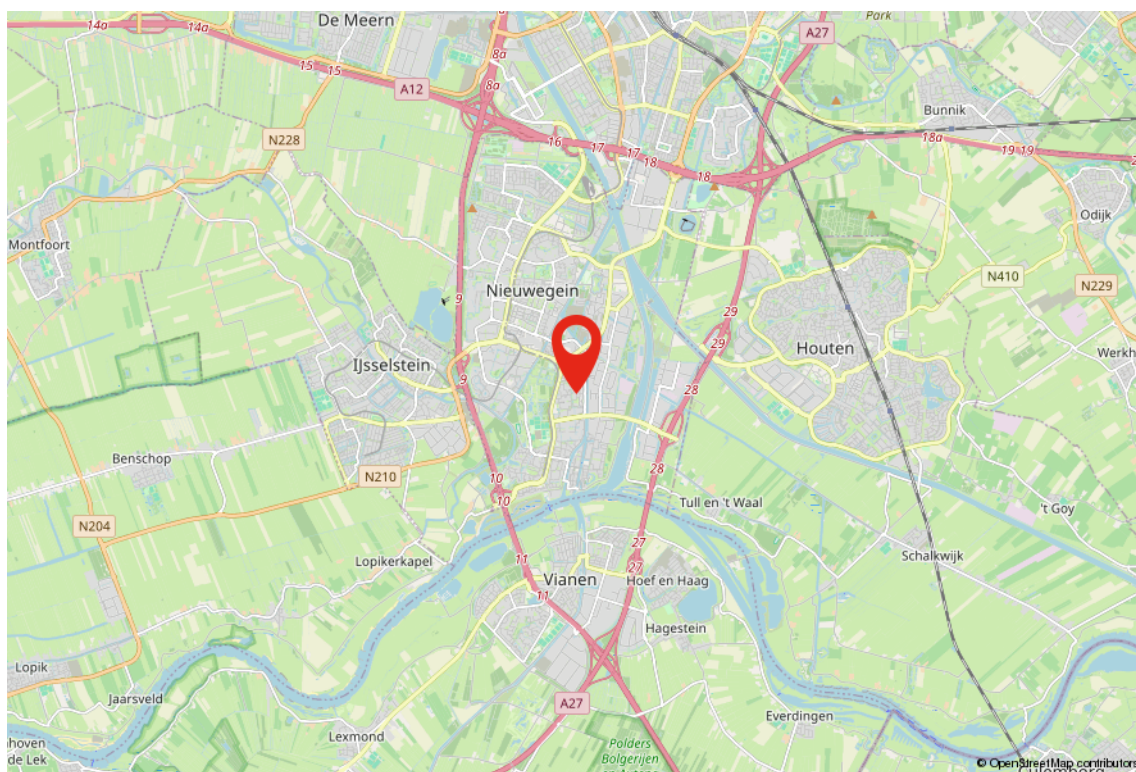 De Meern
14a
14a
8a
A27
Park
15
15
A12
8a
Bunnik
N228
16
17
17
18
18
18a
19
19
Odijk
Montfoort
9
Nieuwegein
N410
N229
29
29
Houten
IJsselstein
9
28
Werkh
Benschop
N210
10
10
28
Tull en 't Waal
't Goy
N204
Lopikerkapel
11
27
27
Schalkwijk
Vianen
Hoef en Haag
11
Hagestein
Lopik
Jaarsveld
A27
Everdingen
Lexmond
nhoven
de Lek
Polders
Bolgerijen
© OpenStreetMap contributors